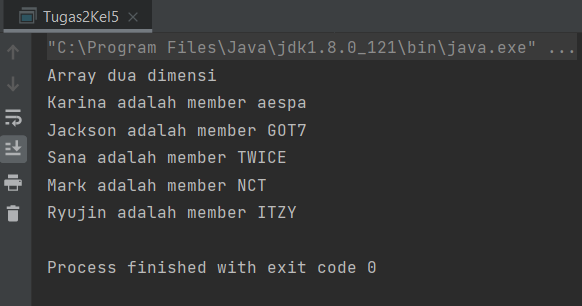 Tugas2Kel5
"C:\Program Files\Java\jdk1.8.0_121\bin\java.exe" ...
Array dua dimensi
Karina adalah member aespa
Jackson adalah member GOT7
Sana adalah member TWICE
Mark adalah member NCT
Ryujin adalah member ITZY
Process finished with exit code 0